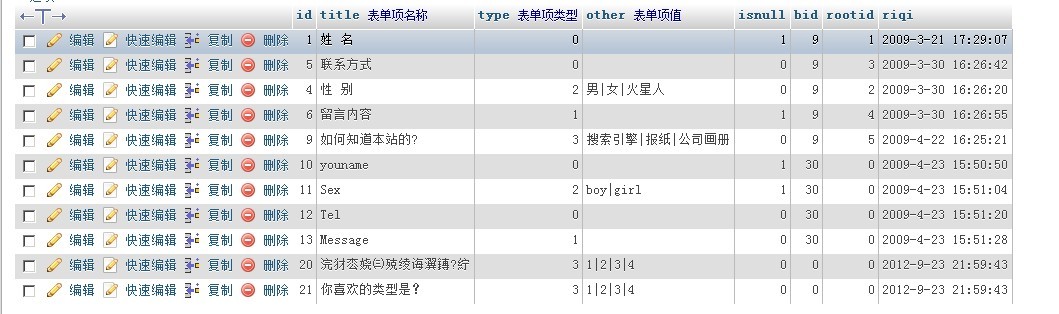 ←T→ id title 表单项名称 type 表单项类型 other 表单项值 isnull bid rootid riqi
编辑 快速编辑 复制 删除 1 姓 名 0 1 9 1 2009-3-21 17:29:07
编辑 快速编辑 复制 删除 5 联系方式 0 0 9 3 2009-3-30 16:26:42
编辑 快速编辑 复制 删除 4 性 别 2 男|女|火星人 0 9 2 2009-3-30 16:26:20
编辑 快速编辑 复制 删除 6 留言内容 1 1 9 4 2009-3-30 16:26:55
编辑 快速编辑 复制 删除 9 如何知道本站的? 3 搜索引擎|报纸|公司画册 0 9 5 2009-4-22 16:25:21
编辑 快速编辑 复制 删除 10 youname 0 1 30 0 2009-4-23 15:50:50
编辑 快速编辑 复制 删除 11 Sex 2 boy|girl 1 30 0 2009-4-23 15:51:04
编辑 快速编辑 复制 删除 12 Tel 0 0 30 0 2009-4-23 15:51:20
编辑 快速编辑 复制 删除 13 Message 1 0 30 0 2009-4-23 15:51:28
编辑 快速编辑 复制 删除 20 3 1|2|3|4 0 0 0 2012-9-23 21:59:43
编辑 快速编辑 复制 删除 21 你喜欢的类型是? 3 1|2|3|4 0 0 0 2012-9-23 21:59:43